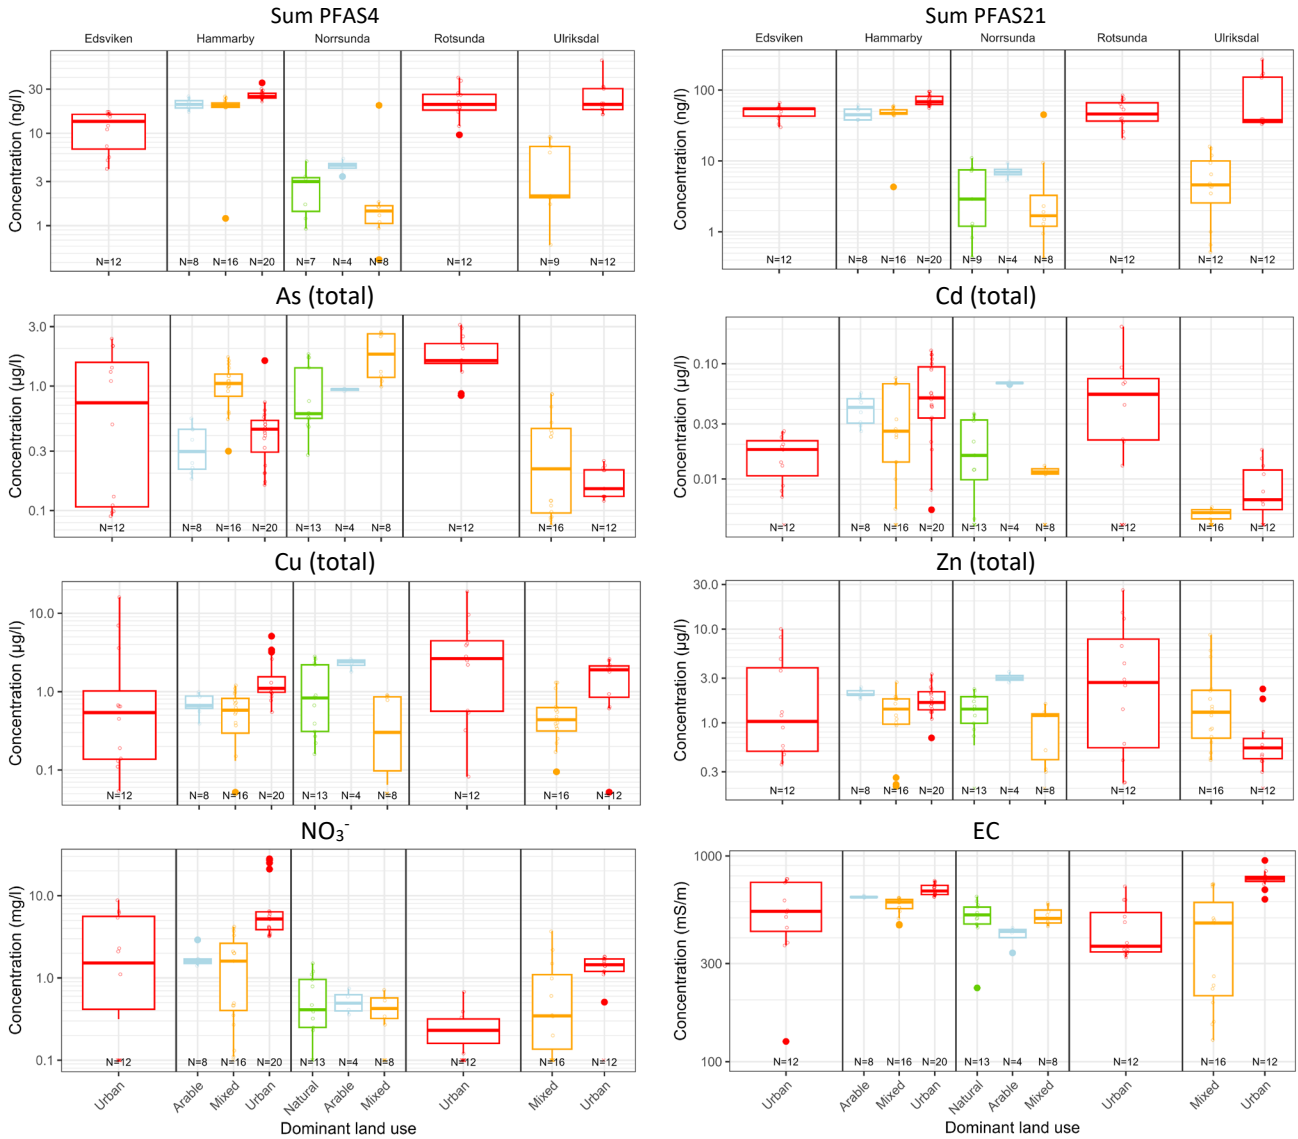 Sum PFAS4
Sum PFAS21
Edsviken Hammarby Norrsunda Rotsunda Ulriksdal
Edsviken Hammarby Norrsunda Rotsunda Ulriksdal
Concentration (ng/l)
30
10
3
1
N=12 N=8 N=16 N=20 N=7 N=4 N=8 N=12 N=9 N=12
Concentration (ng/l)
100
10
1
N=12 N=8 N=16 N=20 N=9 N=4 N=8 N=12 N=12 N=12
As (total)
Cd (total)
Concentration (µg/l)
3.0
1.0
0.3
0.1
N=12 N=8 N=16 N=20 N=13 N=4 N=8 N=12 N=16 N=12
Concentration (µg/l)
0.10
0.03
0.01
N=12 N=8 N=16 N=20 N=13 N=4 N=8 N=12 N=16 N=12
Cu (total)
Zn (total)
Concentration (µg/l)
10.0
1.0
0.1
N=12 N=8 N=16 N=20 N=13 N=4 N=8 N=12 N=16 N=12
Concentration (µg/l)
30.0
10.0
3.0
1.0
0.3
N=12 N=8 N=16 N=20 N=13 N=4 N=8 N=12 N=16 N=12
NO₃⁻
EC
Concentration (mg/l)
10.0
1.0
0.1
N=12 N=8 N=16 N=20 N=13 N=4 N=8 N=12 N=16 N=12
Urban Arable Mixed Urban Natural Arable Mixed Urban Mixed Urban
Dominant land use
Concentration (mS/m)
1000
300
100
N=12 N=8 N=16 N=20 N=13 N=4 N=8 N=12 N=16 N=12
Urban Arable Mixed Urban Natural Arable Mixed Urban Mixed Urban
Dominant land use